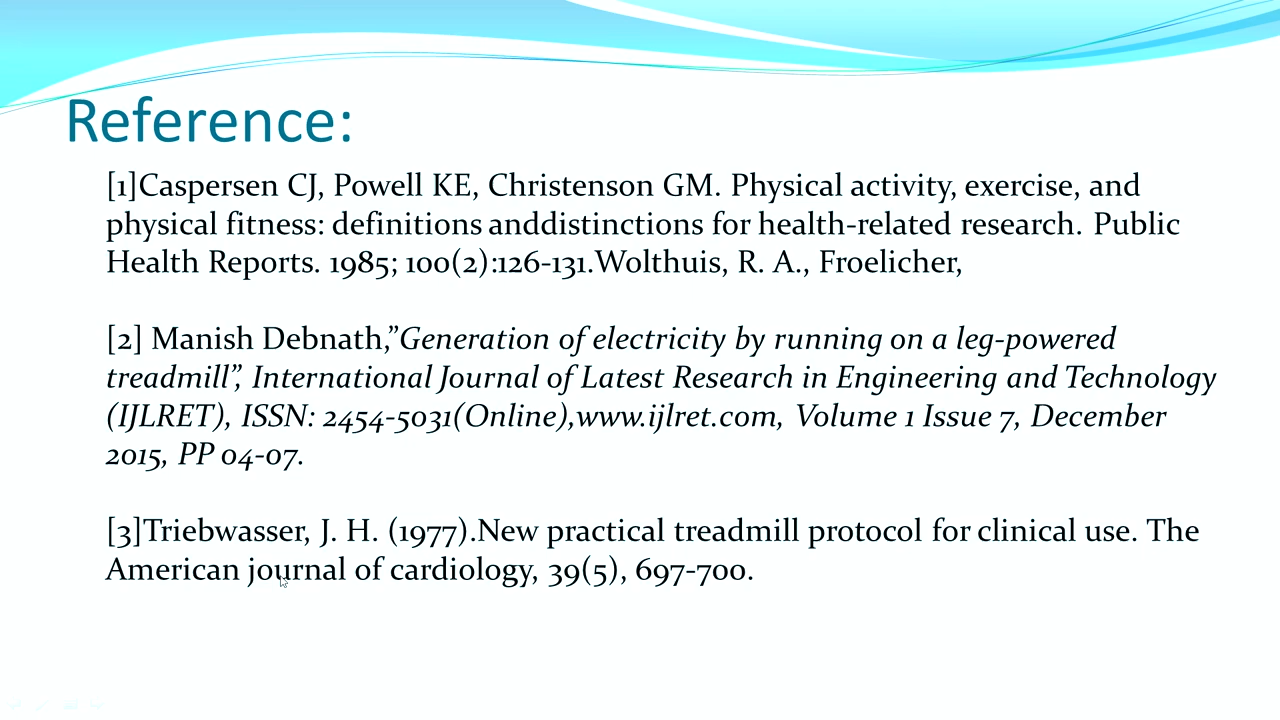 Reference:
[1]Caspersen CJ, Powell KE, Christenson GM. Physical activity, exercise, and
physical fitness: definitions anddistinctions for health-related research. Public
Health Reports. 1985; 100(2):126-131.Wolthuis, R. A., Froelicher,
[2] Manish Debnath,”Generation of electricity by running on a leg-powered
treadmill”, International Journal of Latest Research in Engineering and Technology
(IJLRET), ISSN: 2454-5031(Online),www.ijlret.com, Volume 1 Issue 7, December
2015, PP 04-07.
[3]Triebwasser, J. H. (1977).New practical treadmill protocol for clinical use. The
American journal of cardiology, 39(5), 697-700.